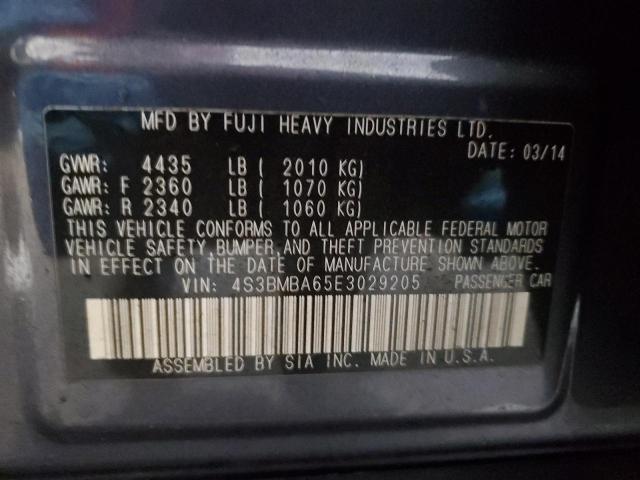 MFD BY FUJI HEAVY INDUSTRIES LTD.
DATE: 03/14
GVWR: 4435 LB ( 2010 KG)
GAWR: F 2360 LB ( 1070 KG)
GAWR: R 2340 LB ( 1060 KG)
THIS VEHICLE CONFORMS TO ALL APPLICABLE FEDERAL MOTOR
VEHICLE SAFETY, BUMPER, AND THEFT PREVENTION STANDARDS
IN EFFECT ON THE DATE OF MANUFACTURE SHOWN ABOVE.
VIN: 4S3BMBA65E3029205 PASSENGER CAR
ASSEMBLED BY SIA INC. MADE IN U.S.A.